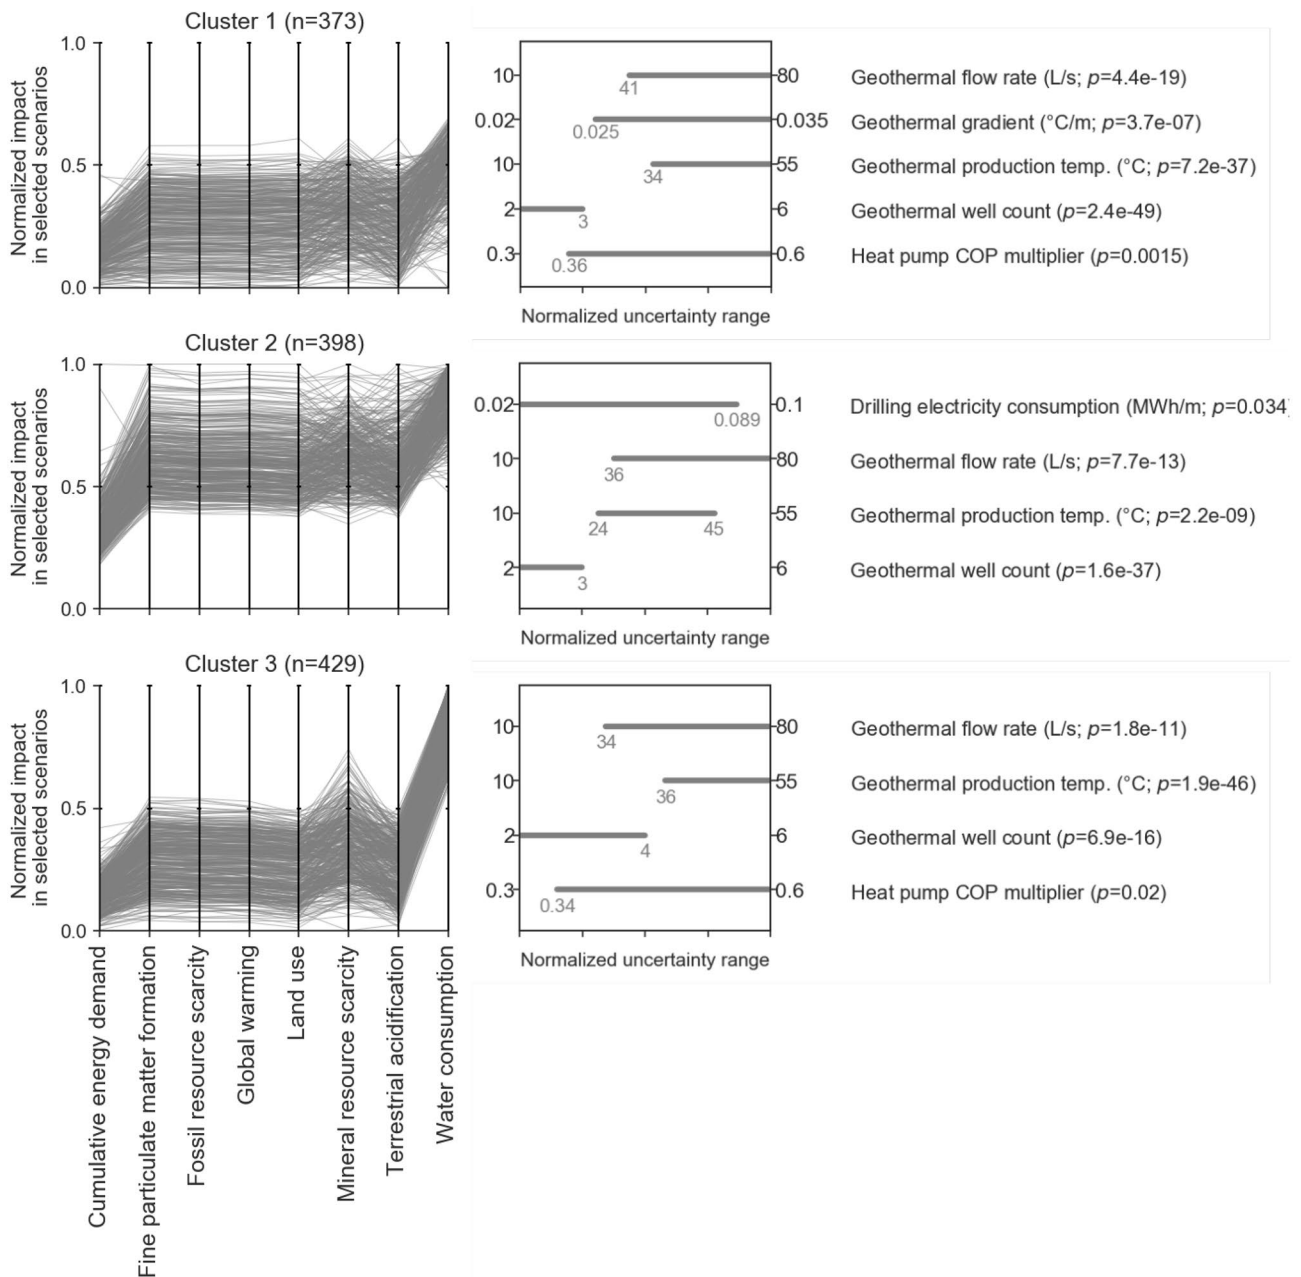 Cluster 1 (n=373)
Normalized impact
in selected scenarios
1.0
0.5
0.0
10
41
80
Geothermal flow rate (L/s; p=4.4e-19)
0.02
0.025
0.035
Geothermal gradient (°C/m; p=3.7e-07)
10
34
55
Geothermal production temp. (°C; p=7.2e-37)
2
3
6
Geothermal well count (p=2.4e-49)
0.3
0.36
0.6
Heat pump COP multiplier (p=0.0015)
Normalized uncertainty range
Cluster 2 (n=398)
Normalized impact
in selected scenarios
1.0
0.5
0.0
0.02
0.089
0.1
Drilling electricity consumption (MWh/m; p=0.034)
10
36
80
Geothermal flow rate (L/s; p=7.7e-13)
10
24
45
55
Geothermal production temp. (°C; p=2.2e-09)
2
3
6
Geothermal well count (p=1.6e-37)
Normalized uncertainty range
Cluster 3 (n=429)
Normalized impact
in selected scenarios
1.0
0.5
0.0
10
34
80
Geothermal flow rate (L/s; p=1.8e-11)
10
36
55
Geothermal production temp. (°C; p=1.9e-46)
2
4
6
Geothermal well count (p=6.9e-16)
0.3
0.34
0.6
Heat pump COP multiplier (p=0.02)
Normalized uncertainty range
Cumulative energy demand
Fine particulate matter formation
Fossil resource scarcity
Global warming
Land use
Mineral resource scarcity
Terrestrial acidification
Water consumption